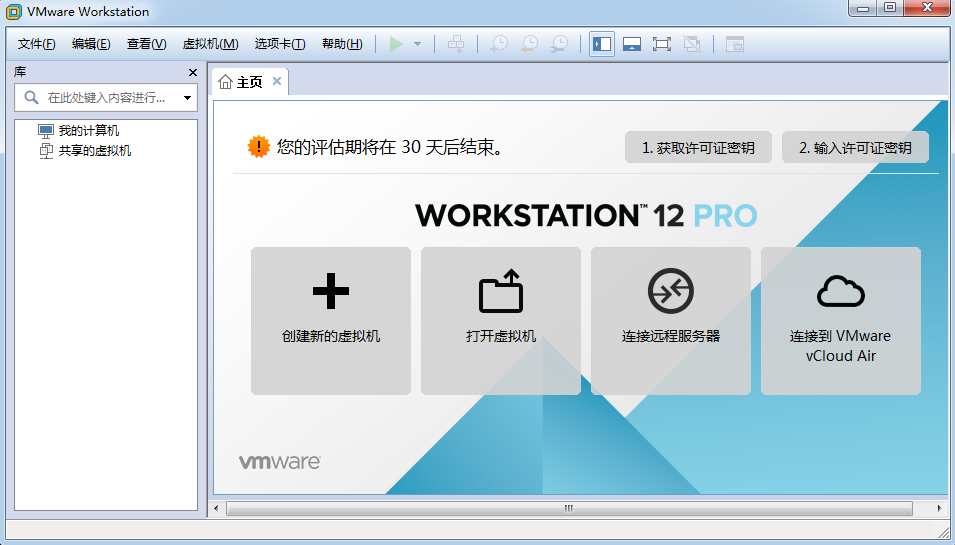 VMware Workstation
文件(F) 编辑(E) 查看(V) 虚拟机(M) 选项卡(T) 帮助(H)
库
在此处键入内容进行...
我的计算机
共享的虚拟机
主页
您的评估期将在 30 天后结束。
1. 获取许可证密钥
2. 输入许可证密钥
WORKSTATION™ 12 PRO
创建新的虚拟机
打开虚拟机
连接远程服务器
连接到 VMware
vCloud Air
vmware